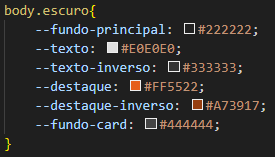 body.escuro{
--fundo-principal: #222222;
--texto: #E0E0E0;
--texto-inverso: #333333;
--destaque: #FF5522;
--destaque-inverso: #A73917;
--fundo-card: #444444;
}